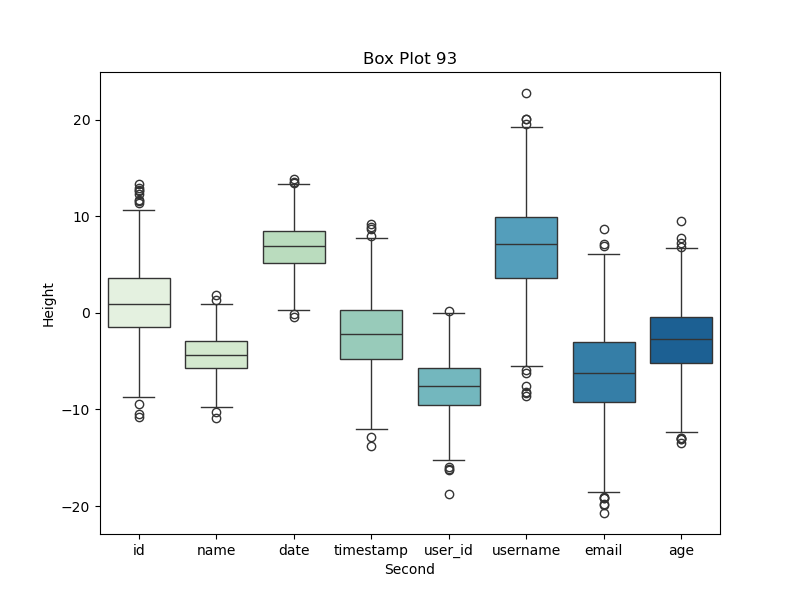 Box Plot 93
Height
20
10
0
−10
−20
id name date timestamp user_id username email age
Second